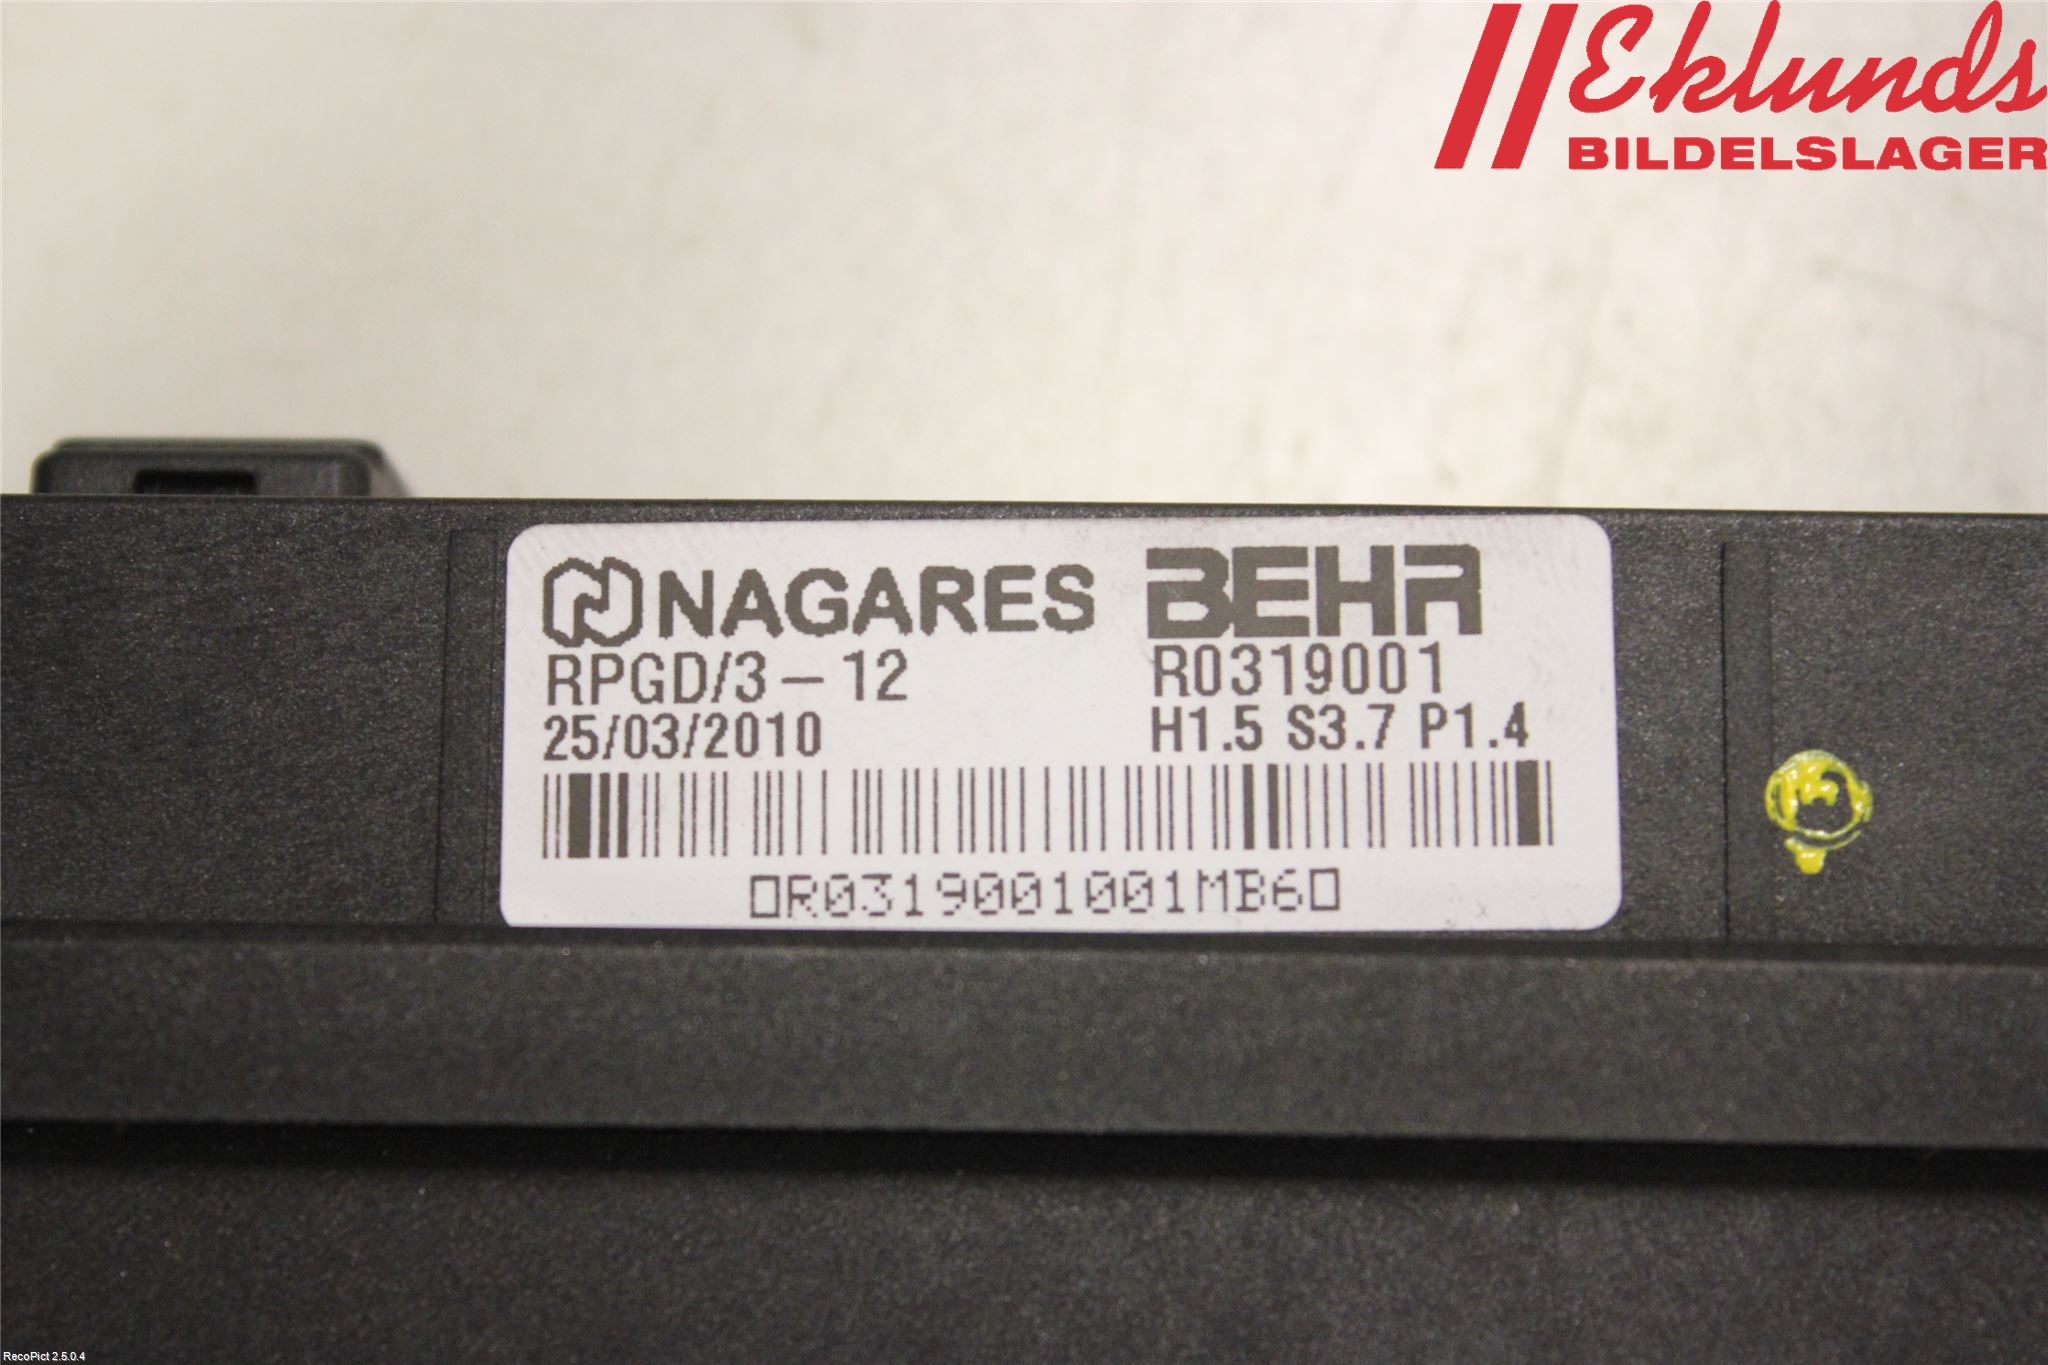 Eklunds
BILDELSLAGER
NAGARES BEHR
RPGD/3-12 R0319001
25/03/2010 H1.5 S3.7 P1.4
R0319001001MB6
RecoPict 2.5.0.4